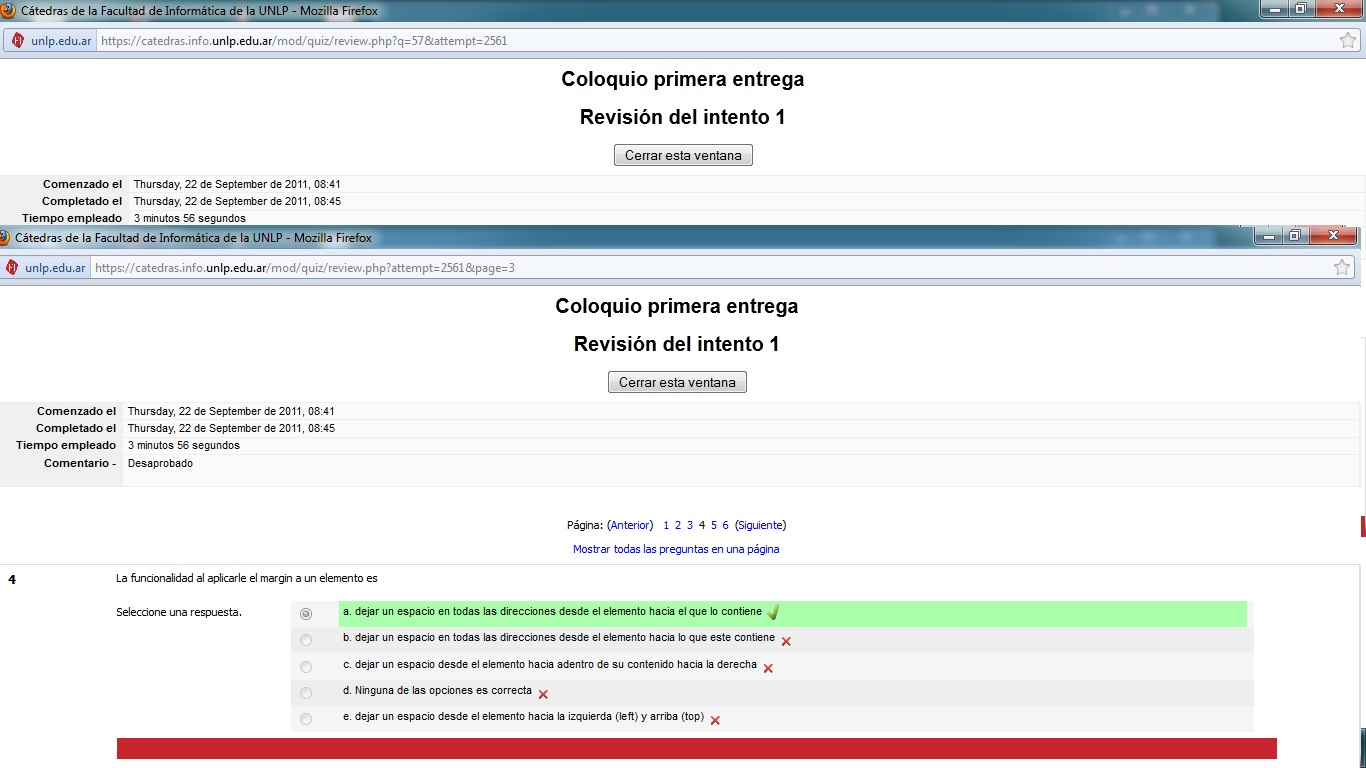 Cátedras de la Facultad de Informática de la UNLP - Mozilla Firefox
unlp.edu.ar https://catedras.info.unlp.edu.ar/mod/quiz/review.php?q=57&attempt=2561
Coloquio primera entrega
Revisión del intento 1
Cerrar esta ventana
Comenzado el Thursday, 22 de September de 2011, 08:41
Completado el Thursday, 22 de September de 2011, 08:45
Tiempo empleado 3 minutos 56 segundos
Cátedras de la Facultad de Informática de la UNLP - Mozilla Firefox
unlp.edu.ar https://catedras.info.unlp.edu.ar/mod/quiz/review.php?attempt=2561&page=3
Coloquio primera entrega
Revisión del intento 1
Cerrar esta ventana
Comenzado el Thursday, 22 de September de 2011, 08:41
Completado el Thursday, 22 de September de 2011, 08:45
Tiempo empleado 3 minutos 56 segundos
Comentario - Desaprobado
Página: (Anterior) 1 2 3 4 5 6 (Siguiente)
Mostrar todas las preguntas en una página
4 La funcionalidad al aplicarle el margin a un elemento es
Seleccione una respuesta. a. dejar un espacio en todas las direcciones desde el elemento hacia el que lo contiene
b. dejar un espacio en todas las direcciones desde el elemento hacia lo que este contiene
c. dejar un espacio desde el elemento hacia adentro de su contenido hacia la derecha
d. Ninguna de las opciones es correcta
e. dejar un espacio desde el elemento hacia la izquierda (left) y arriba (top)